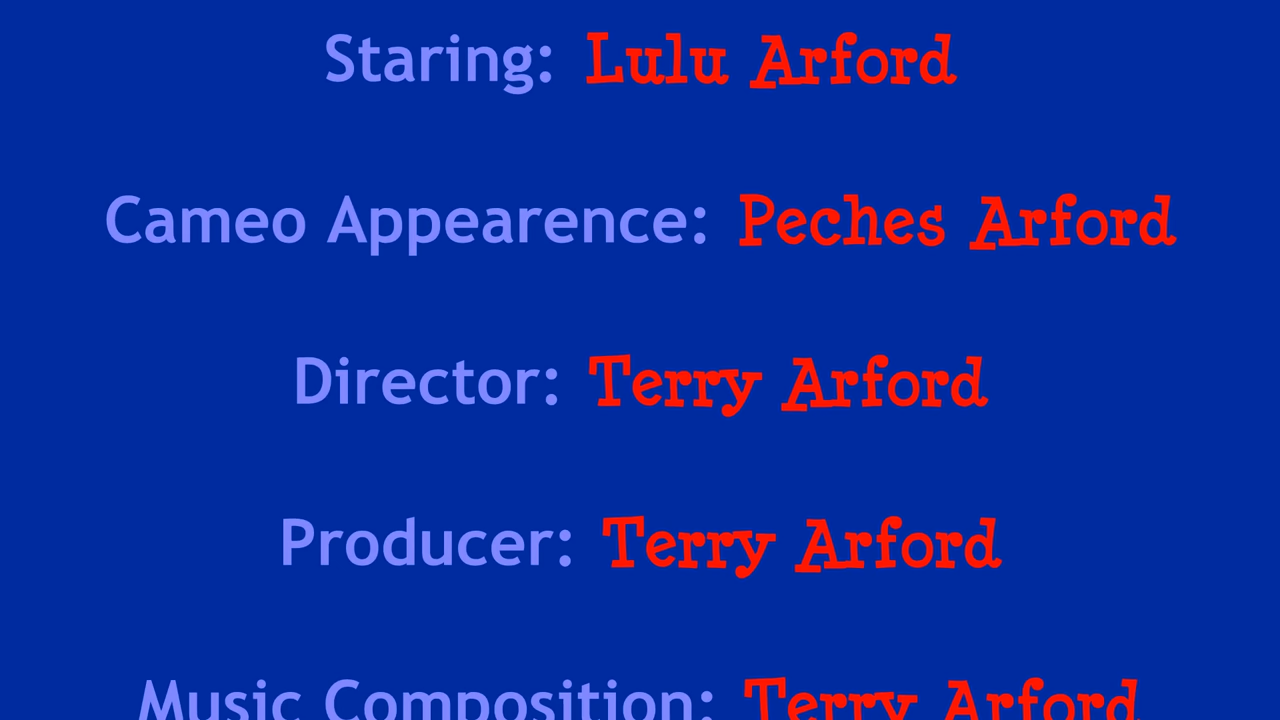 Staring: Lulu Arford
Cameo Appearence: Peches Arford
Director: Terry Arford
Producer: Terry Arford
Music Composition: Terry Arford